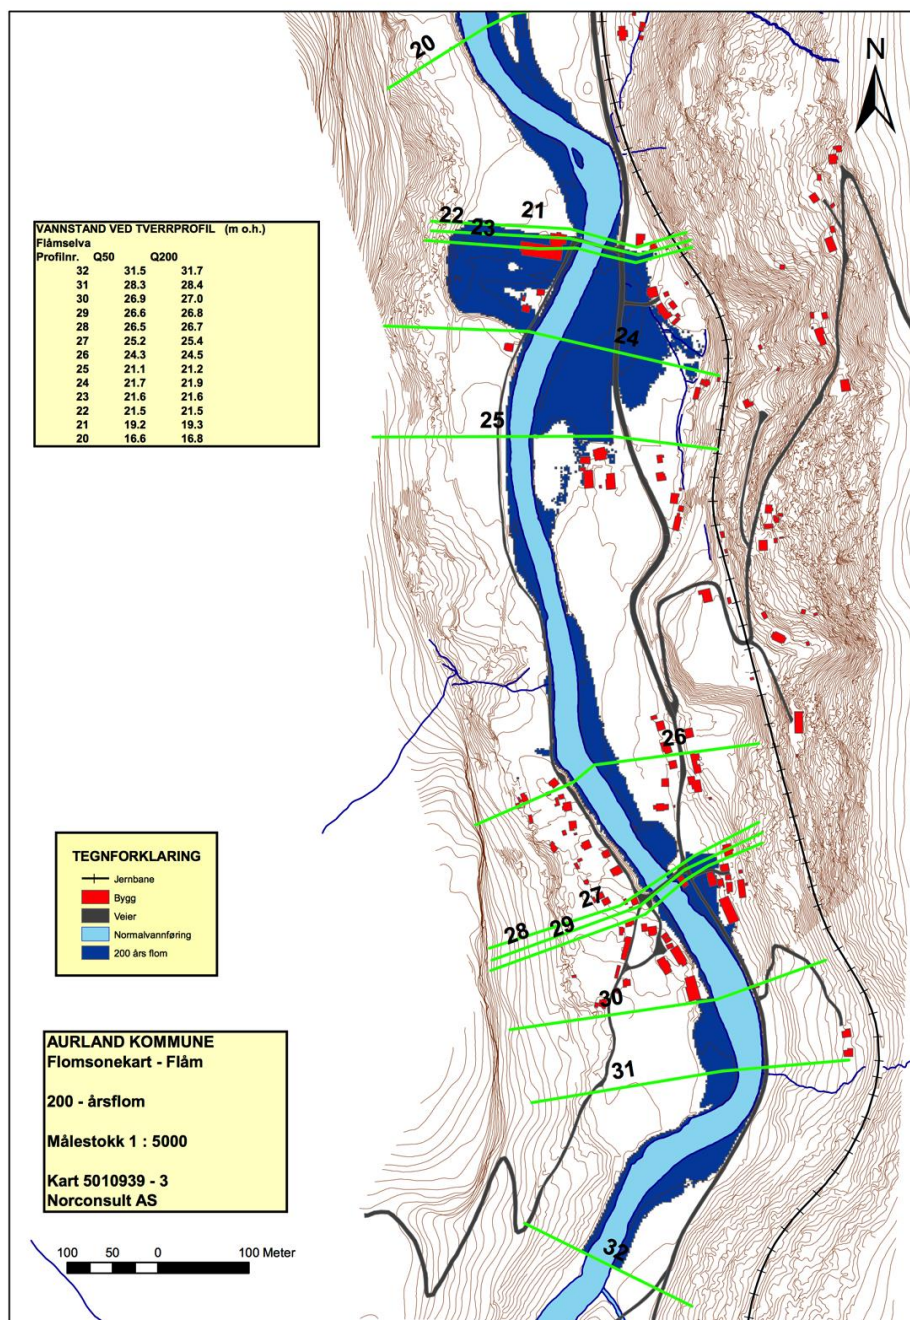 20
N
22
23
21
VANNSTAND VED TVERRPROFIL (m o.h.)
Flåmselva
Profilnr. Q50 Q200
32 31.5 31.7
31 28.3 28.4
30 26.9 27.0
29 26.6 26.8
28 26.5 26.7
27 25.2 25.4
26 24.3 24.5
25 21.1 21.2
24 21.7 21.9
23 21.6 21.6
22 21.5 21.5
21 19.2 19.3
20 16.6 16.8
24
25
26
TEGNFORKLARING
Jernbane
Bygg
Veier
Normalvannføring
200 års flom
27
28
29
30
31
AURLAND KOMMUNE
Flomsonekart - Flåm
200 - årsflom
Målestokk 1 : 5000
Kart 5010939 - 3
Norconsult AS
32
100 50 0 100 Meter